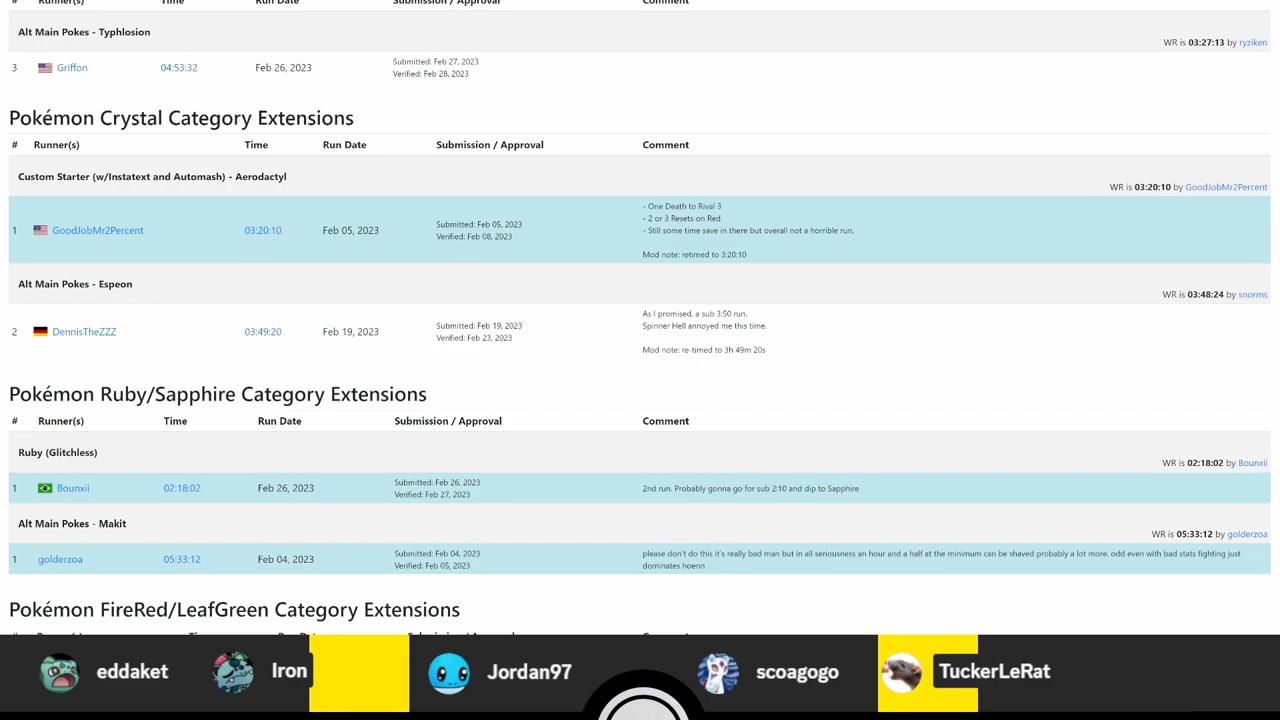 # Runner(s) Time Run Date Submission / Approval Comment
Alt Main Pokes - Typhlosion
WR is 03:27:13 by ryziken
3 Griffon 04:53:32 Feb 26, 2023 Submitted: Feb 27, 2023
Verified: Feb 28, 2023
Pokémon Crystal Category Extensions
# Runner(s) Time Run Date Submission / Approval Comment
Custom Starter (w/Instatext and Automash) - Aerodactyl
WR is 03:20:10 by GoodJobMr2Percent
- One Death to Rival 3
- 2 or 3 Resets on Red
1 GoodJobMr2Percent 03:20:10 Feb 05, 2023 Submitted: Feb 05, 2023
Verified: Feb 08, 2023
- Still some time save in there but overall not a horrible run.
Mod note: retimed to 3:20:10
Alt Main Pokes - Espeon
WR is 03:48:24 by snorms
As I promised, a sub 3:50 run.
Spinner Hell annoyed me this time.
2 DennisTheZZZ 03:49:20 Feb 19, 2023 Submitted: Feb 19, 2023
Verified: Feb 23, 2023
Mod note: re-timed to 3h 49m 20s
Pokémon Ruby/Sapphire Category Extensions
# Runner(s) Time Run Date Submission / Approval Comment
Ruby (Glitchless)
WR is 02:18:02 by Bounxii
1 Bounxii 02:18:02 Feb 26, 2023 Submitted: Feb 26, 2023
Verified: Feb 27, 2023
2nd run. Probably gonna go for sub 2:10 and dip to Sapphire
Alt Main Pokes - Makit
WR is 05:33:12 by golderzoa
1 golderzoa 05:33:12 Feb 04, 2023 Submitted: Feb 04, 2023
Verified: Feb 05, 2023
please don't do this it's really bad man but in all seriousness an hour and a half at the minimum can be shaved probably a lot more. odd even with bad stats fighting just
dominates hoenn
Pokémon FireRed/LeafGreen Category Extensions
eddaket Iron Jordan97 scoagogo TuckerLeRat